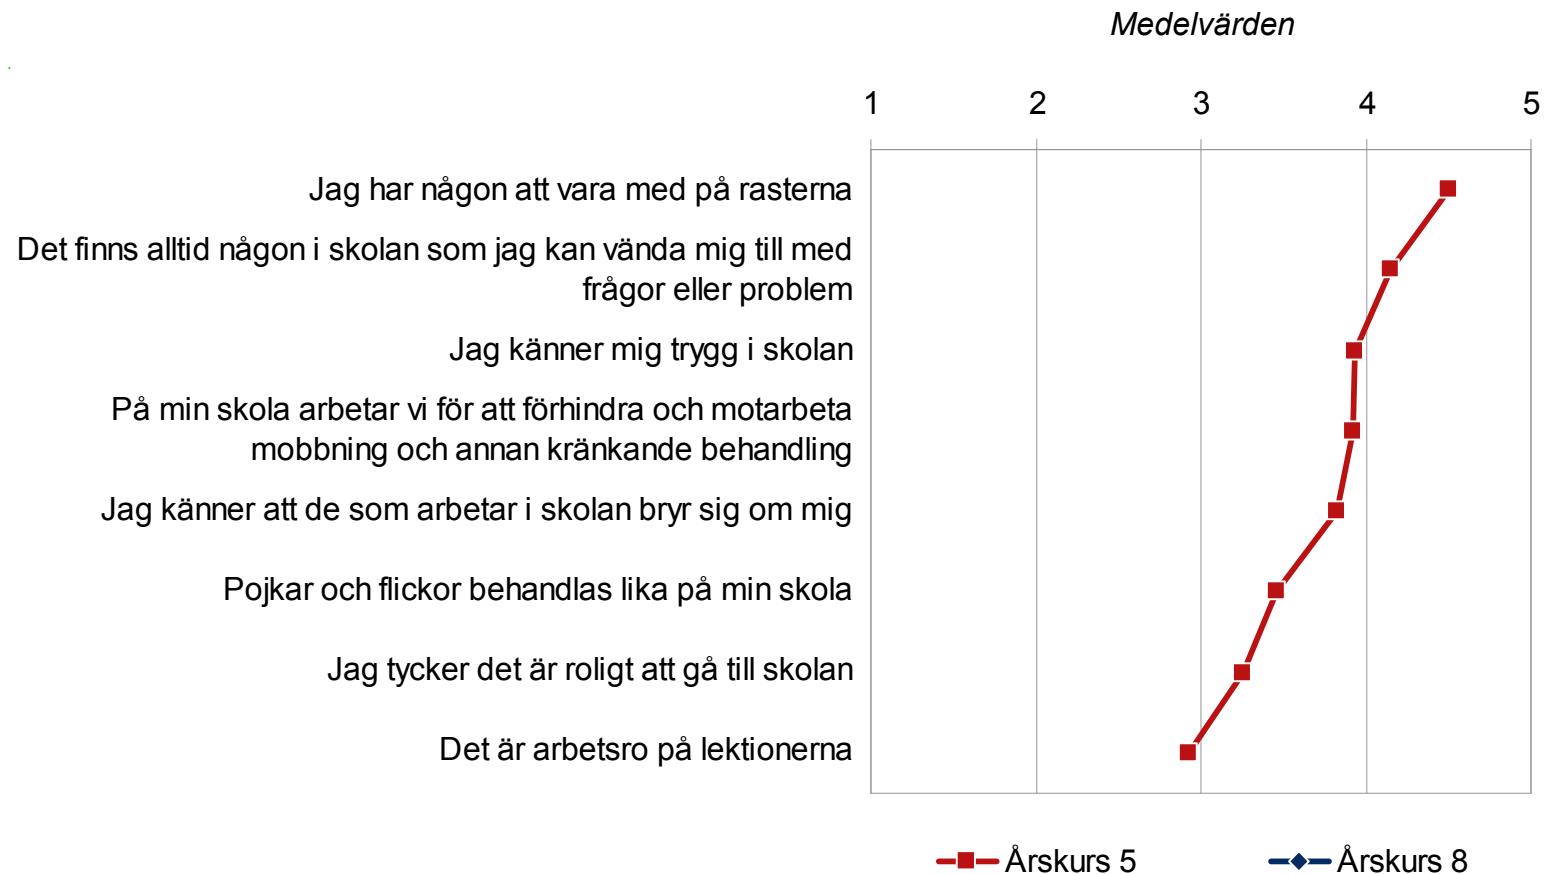 Medelvärden
1 2 3 4 5
Jag har någon att vara med på rasterna
Det finns alltid någon i skolan som jag kan vända mig till med
frågor eller problem
Jag känner mig trygg i skolan
På min skola arbetar vi för att förhindra och motarbeta
mobbning och annan kränkande behandling
Jag känner att de som arbetar i skolan bryr sig om mig
Pojkar och flickor behandlas lika på min skola
Jag tycker det är roligt att gå till skolan
Det är arbetsro på lektionerna
Årskurs 5 Årskurs 8